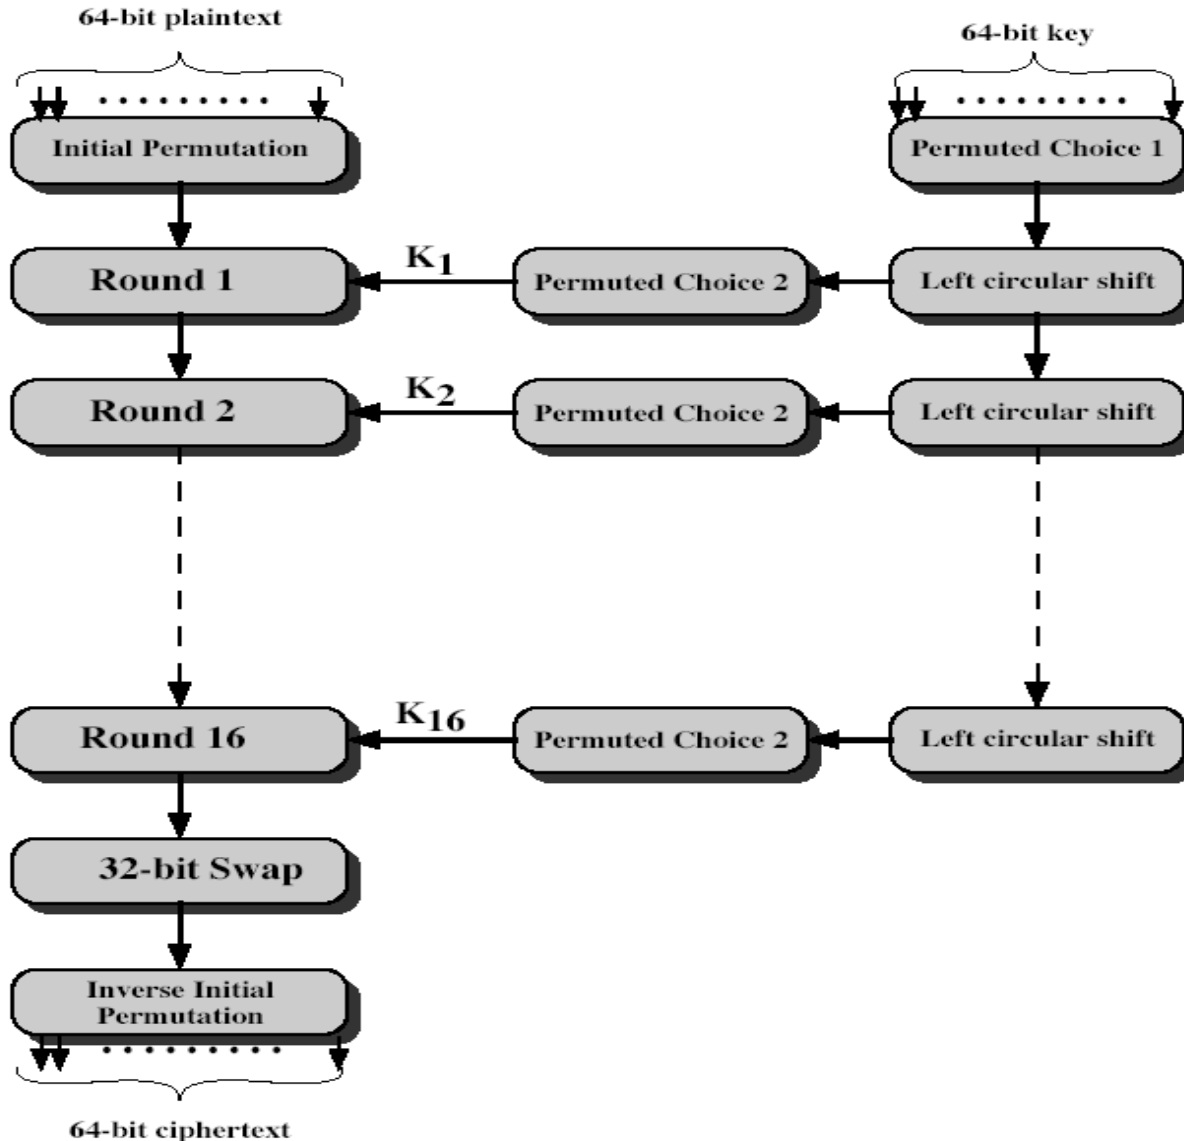 64-bit plaintext
64-bit key
Initial Permutation
Permuted Choice 1
Round 1
K1
Permuted Choice 2
Left circular shift
Round 2
K2
Permuted Choice 2
Left circular shift
Round 16
K16
Permuted Choice 2
Left circular shift
32-bit Swap
Inverse Initial
Permutation
64-bit ciphertext